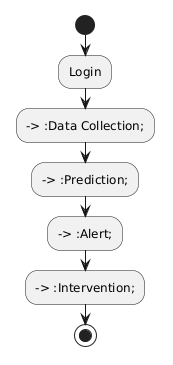 Login
-> :Data Collection;
-> :Prediction;
-> :Alert;
-> :Intervention;